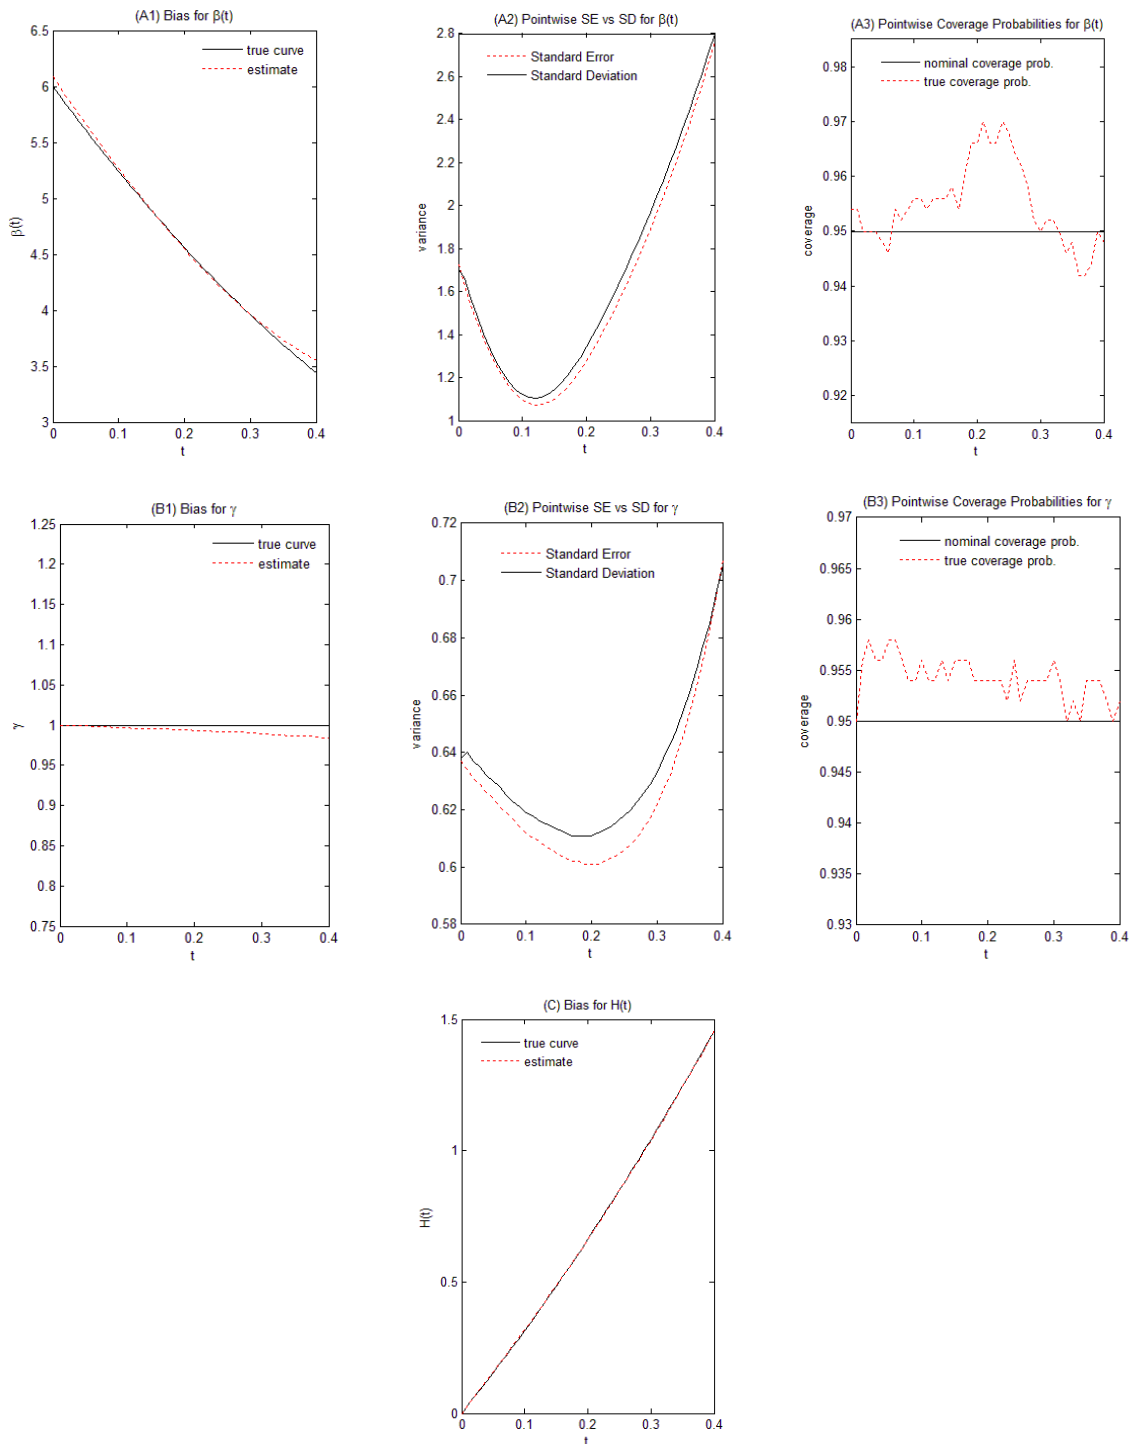 (A1) Bias for β(t)
true curve
estimate
6.5
6
5.5
5
4.5
4
3.5
3
β(t)
0
0.1
0.2
0.3
0.4
t
(A2) Pointwise SE vs SD for β(t)
Standard Error
Standard Deviation
2.8
2.6
2.4
2.2
2
1.8
1.6
1.4
1.2
1
variance
0
0.1
0.2
0.3
0.4
t
(A3) Pointwise Coverage Probabilities for β(t)
nominal coverage prob.
true coverage prob.
0.98
0.97
0.96
0.95
0.94
0.93
0.92
coverage
0
0.1
0.2
0.3
0.4
t
(B1) Bias for γ
true curve
estimate
1.25
1.2
1.15
1.1
1.05
1
0.95
0.9
0.85
0.8
0.75
γ
0
0.1
0.2
0.3
0.4
t
(B2) Pointwise SE vs SD for γ
Standard Error
Standard Deviation
0.72
0.7
0.68
0.66
0.64
0.62
0.6
0.58
variance
0
0.1
0.2
0.3
0.4
t
(B3) Pointwise Coverage Probabilities for γ
nominal coverage prob.
true coverage prob.
0.97
0.965
0.96
0.955
0.95
0.945
0.94
0.935
0.93
coverage
0
0.1
0.2
0.3
0.4
t
(C) Bias for H(t)
true curve
estimate
1.5
1
0.5
0
H(t)
0
0.1
0.2
0.3
0.4
t